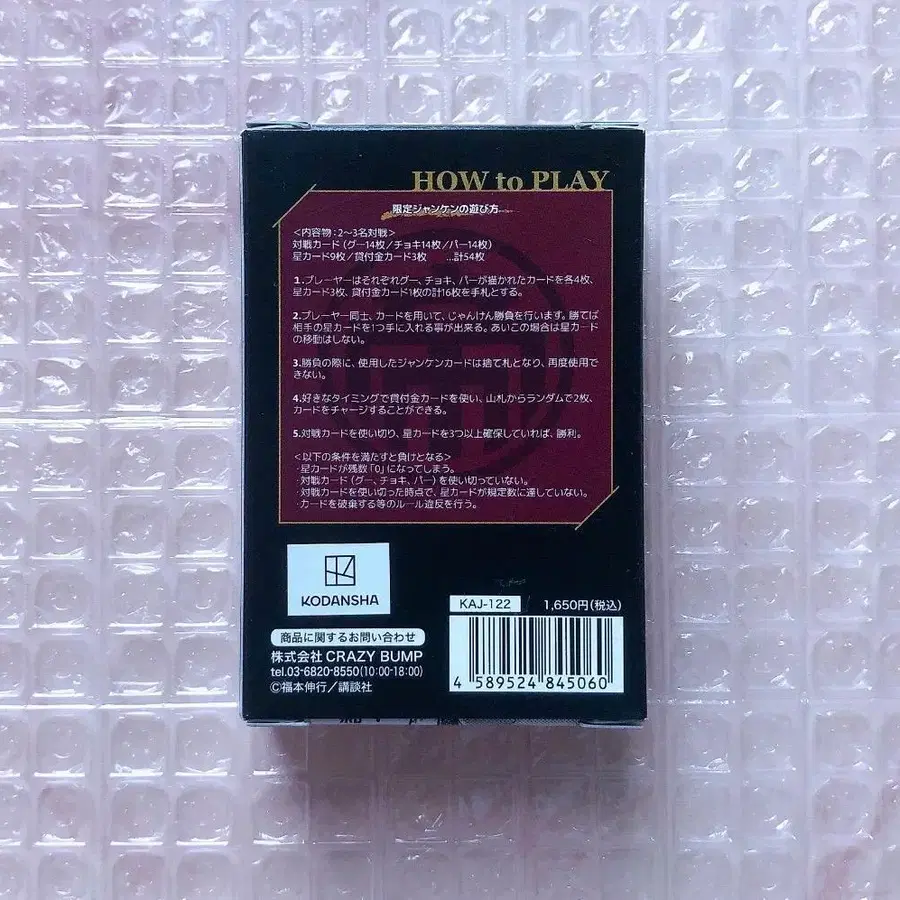 HOW to PLAY
限定ジャンケンの遊び方
＜内容物：2～3名対戦＞
対戦カード（グー14枚／チョキ14枚／パー14枚）
星カード9枚／貸付金カード3枚 …計54枚
1.プレーヤーはそれぞれグー、チョキ、パーが描かれたカードを各4枚、
星カード3枚、貸付金カード1枚の計16枚を手札とする。
2.プレーヤー同士、カードを用いて、じゃんけん勝負を行います。勝てば
相手の星カードを1つ手に入れる事が出来る。あいこの場合は星カード
の移動はしない。
3.勝負の際に、使用したジャンケンカードは捨て札となり、再度使用で
きない。
4.好きなタイミングで貸付金カードを使い、山札からランダムで2枚、
カードをチャージすることができる。
5.対戦カードを使い切り、星カードを3つ以上確保していれば、勝利。
＜以下の条件を満たすと負けとなる＞
・星カードが残数「0」になってしまう。
・対戦カード（グー、チョキ、パー）を使い切っていない。
・対戦カードを使い切った時点で、星カードが規定数に達していない。
・カードを破棄する等のルール違反を行う。
KODANSHA
商品に関するお問い合わせ
株式会社 CRAZY BUMP
tel.03-6820-8550(10:00-18:00)
©福本伸行／講談社
KAJ-122 1,650円(税込)
4 589524 845060